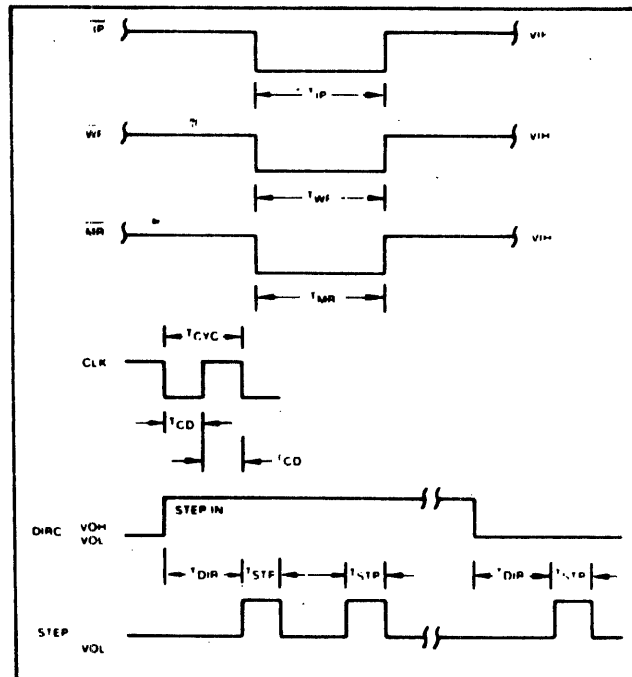 IP VIH
TIP
WF VIH
TWF
MR VIH
TMR
TCYC
CLK
TCD
TCD
STEP IN
DIRC VOH
VOL
TDIR TSTP TSTP TDIR TSTP
STEP
VOL